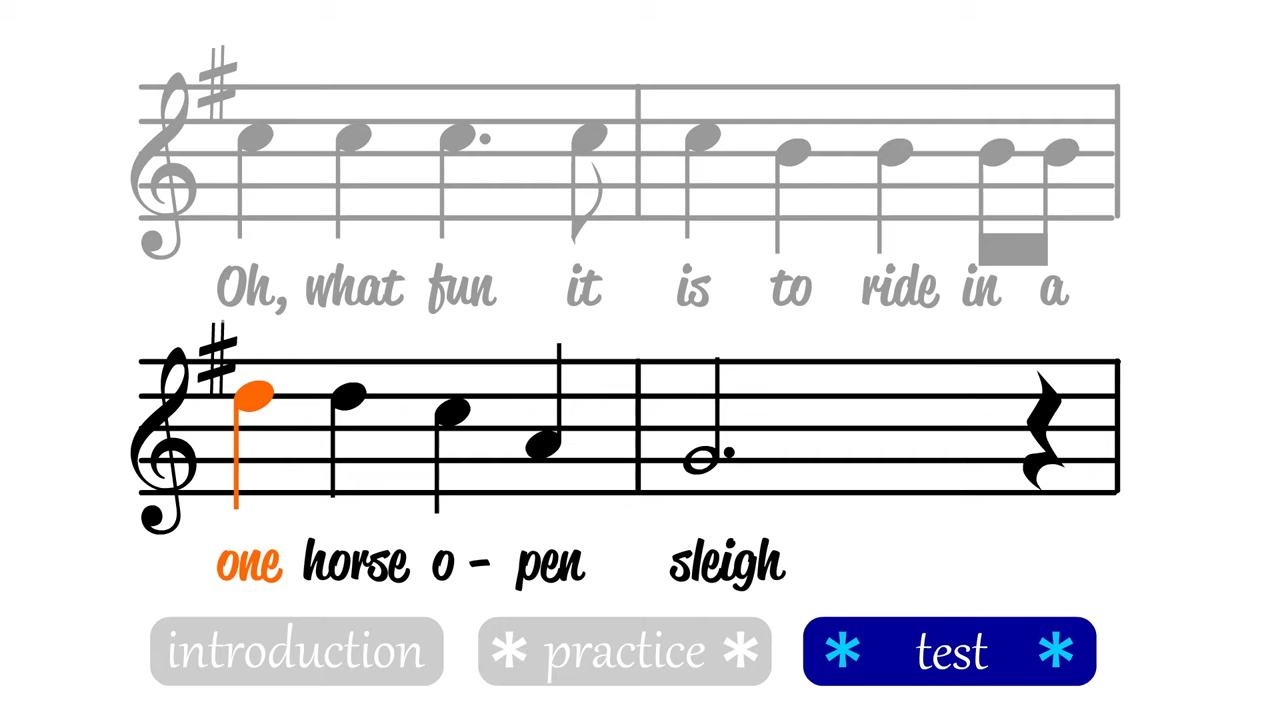 Oh, what fun it is to ride in a
one horse o - pen sleigh
introduction * practice * * test *